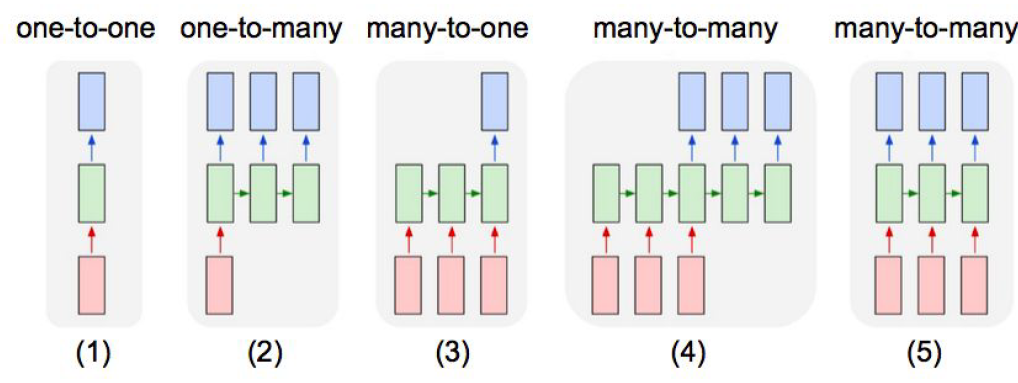 one-to-one one-to-many many-to-one many-to-many many-to-many
(1) (2) (3) (4) (5)